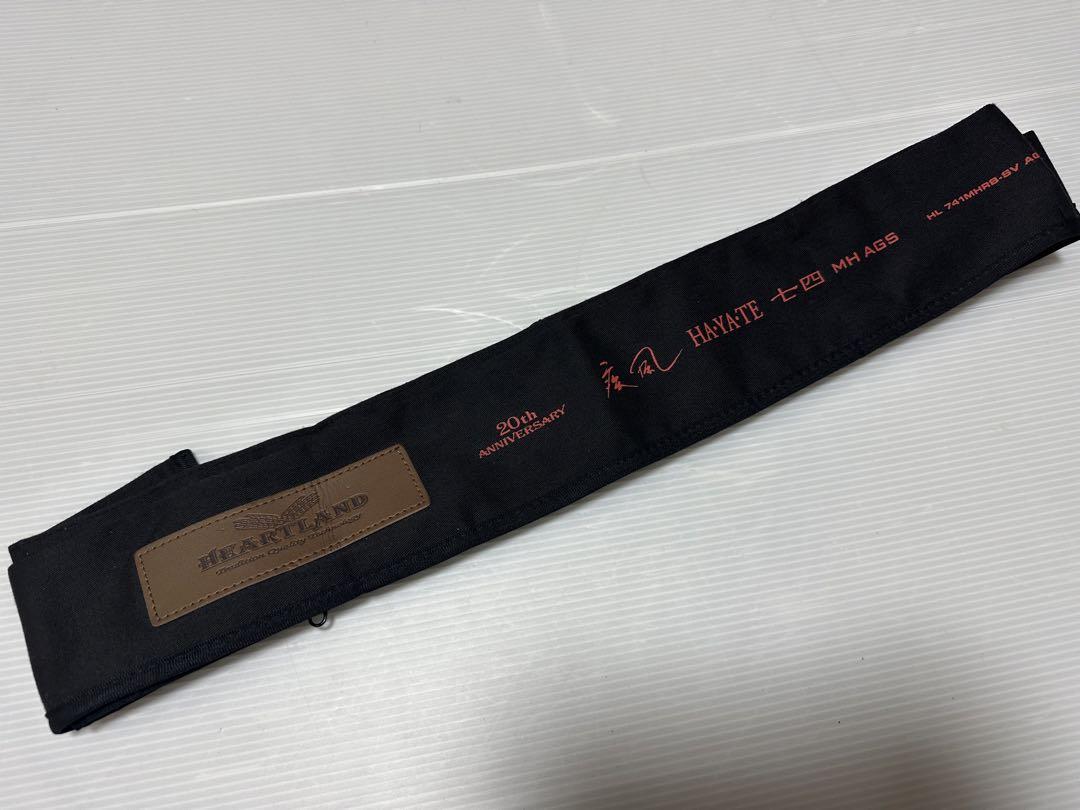 HEARTLAND
Tradition Quality Technology
20th
ANNIVERSARY
疾風 HA·YA·TE 七四 MH AGS
HL 741MHRB-SV AG